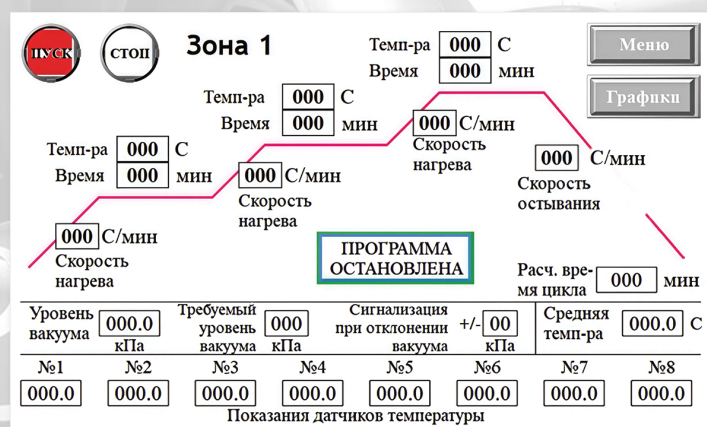 ПУСК
СТОП
Зона 1
Темп-ра 000 С
Время 000 мин
Меню
Графики
Темп-ра 000 С
Время 000 мин
000 С/мин
Скорость
нагрева
Темп-ра 000 С
Время 000 мин
000 С/мин
Скорость
нагрева
000 С/мин
Скорость
остывания
000 С/мин
Скорость
нагрева
ПРОГРАММА
ОСТАНОВЛЕНА
Расч. вре-
мя цикла 000 мин
Уровень
вакуума 000.0
кПа
Требуемый
уровень
вакуума 000
кПа
Сигнализация
при отклонении
вакуума +/- 00
кПа
Средняя
темп-ра 000.0 С
№1 №2 №3 №4 №5 №6 №7 №8
000.0 000.0 000.0 000.0 000.0 000.0 000.0 000.0
Показания датчиков температуры